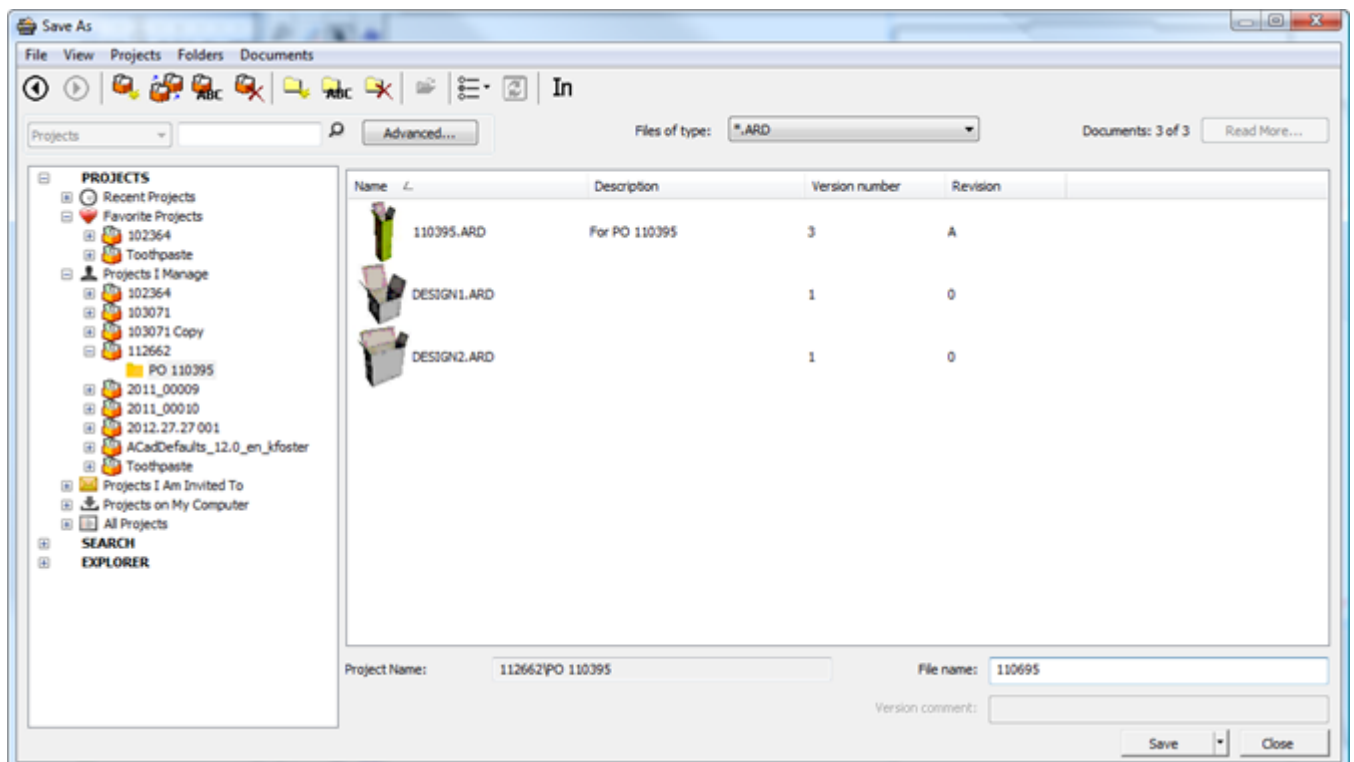 Save As
File View Projects Folders Documents
ABC ABC In
Projects Advanced... Files of type: *.ARD Documents: 3 of 3 Read More...
PROJECTS
Recent Projects
Favorite Projects
102364
Toothpaste
Projects I Manage
102364
103071
103071 Copy
112662
PO 110395
2011_00009
2011_00010
2012.27.27 001
ACadDefaults_12.0_en_kfoster
Toothpaste
Projects I Am Invited To
Projects on My Computer
All Projects
SEARCH
EXPLORER
Name Description Version number Revision
110395.ARD For PO 110395 3 A
DESIGN1.ARD 1 0
DESIGN2.ARD 1 0
Project Name: 112662\PO 110395 File name: 110695
Version comment:
Save Close